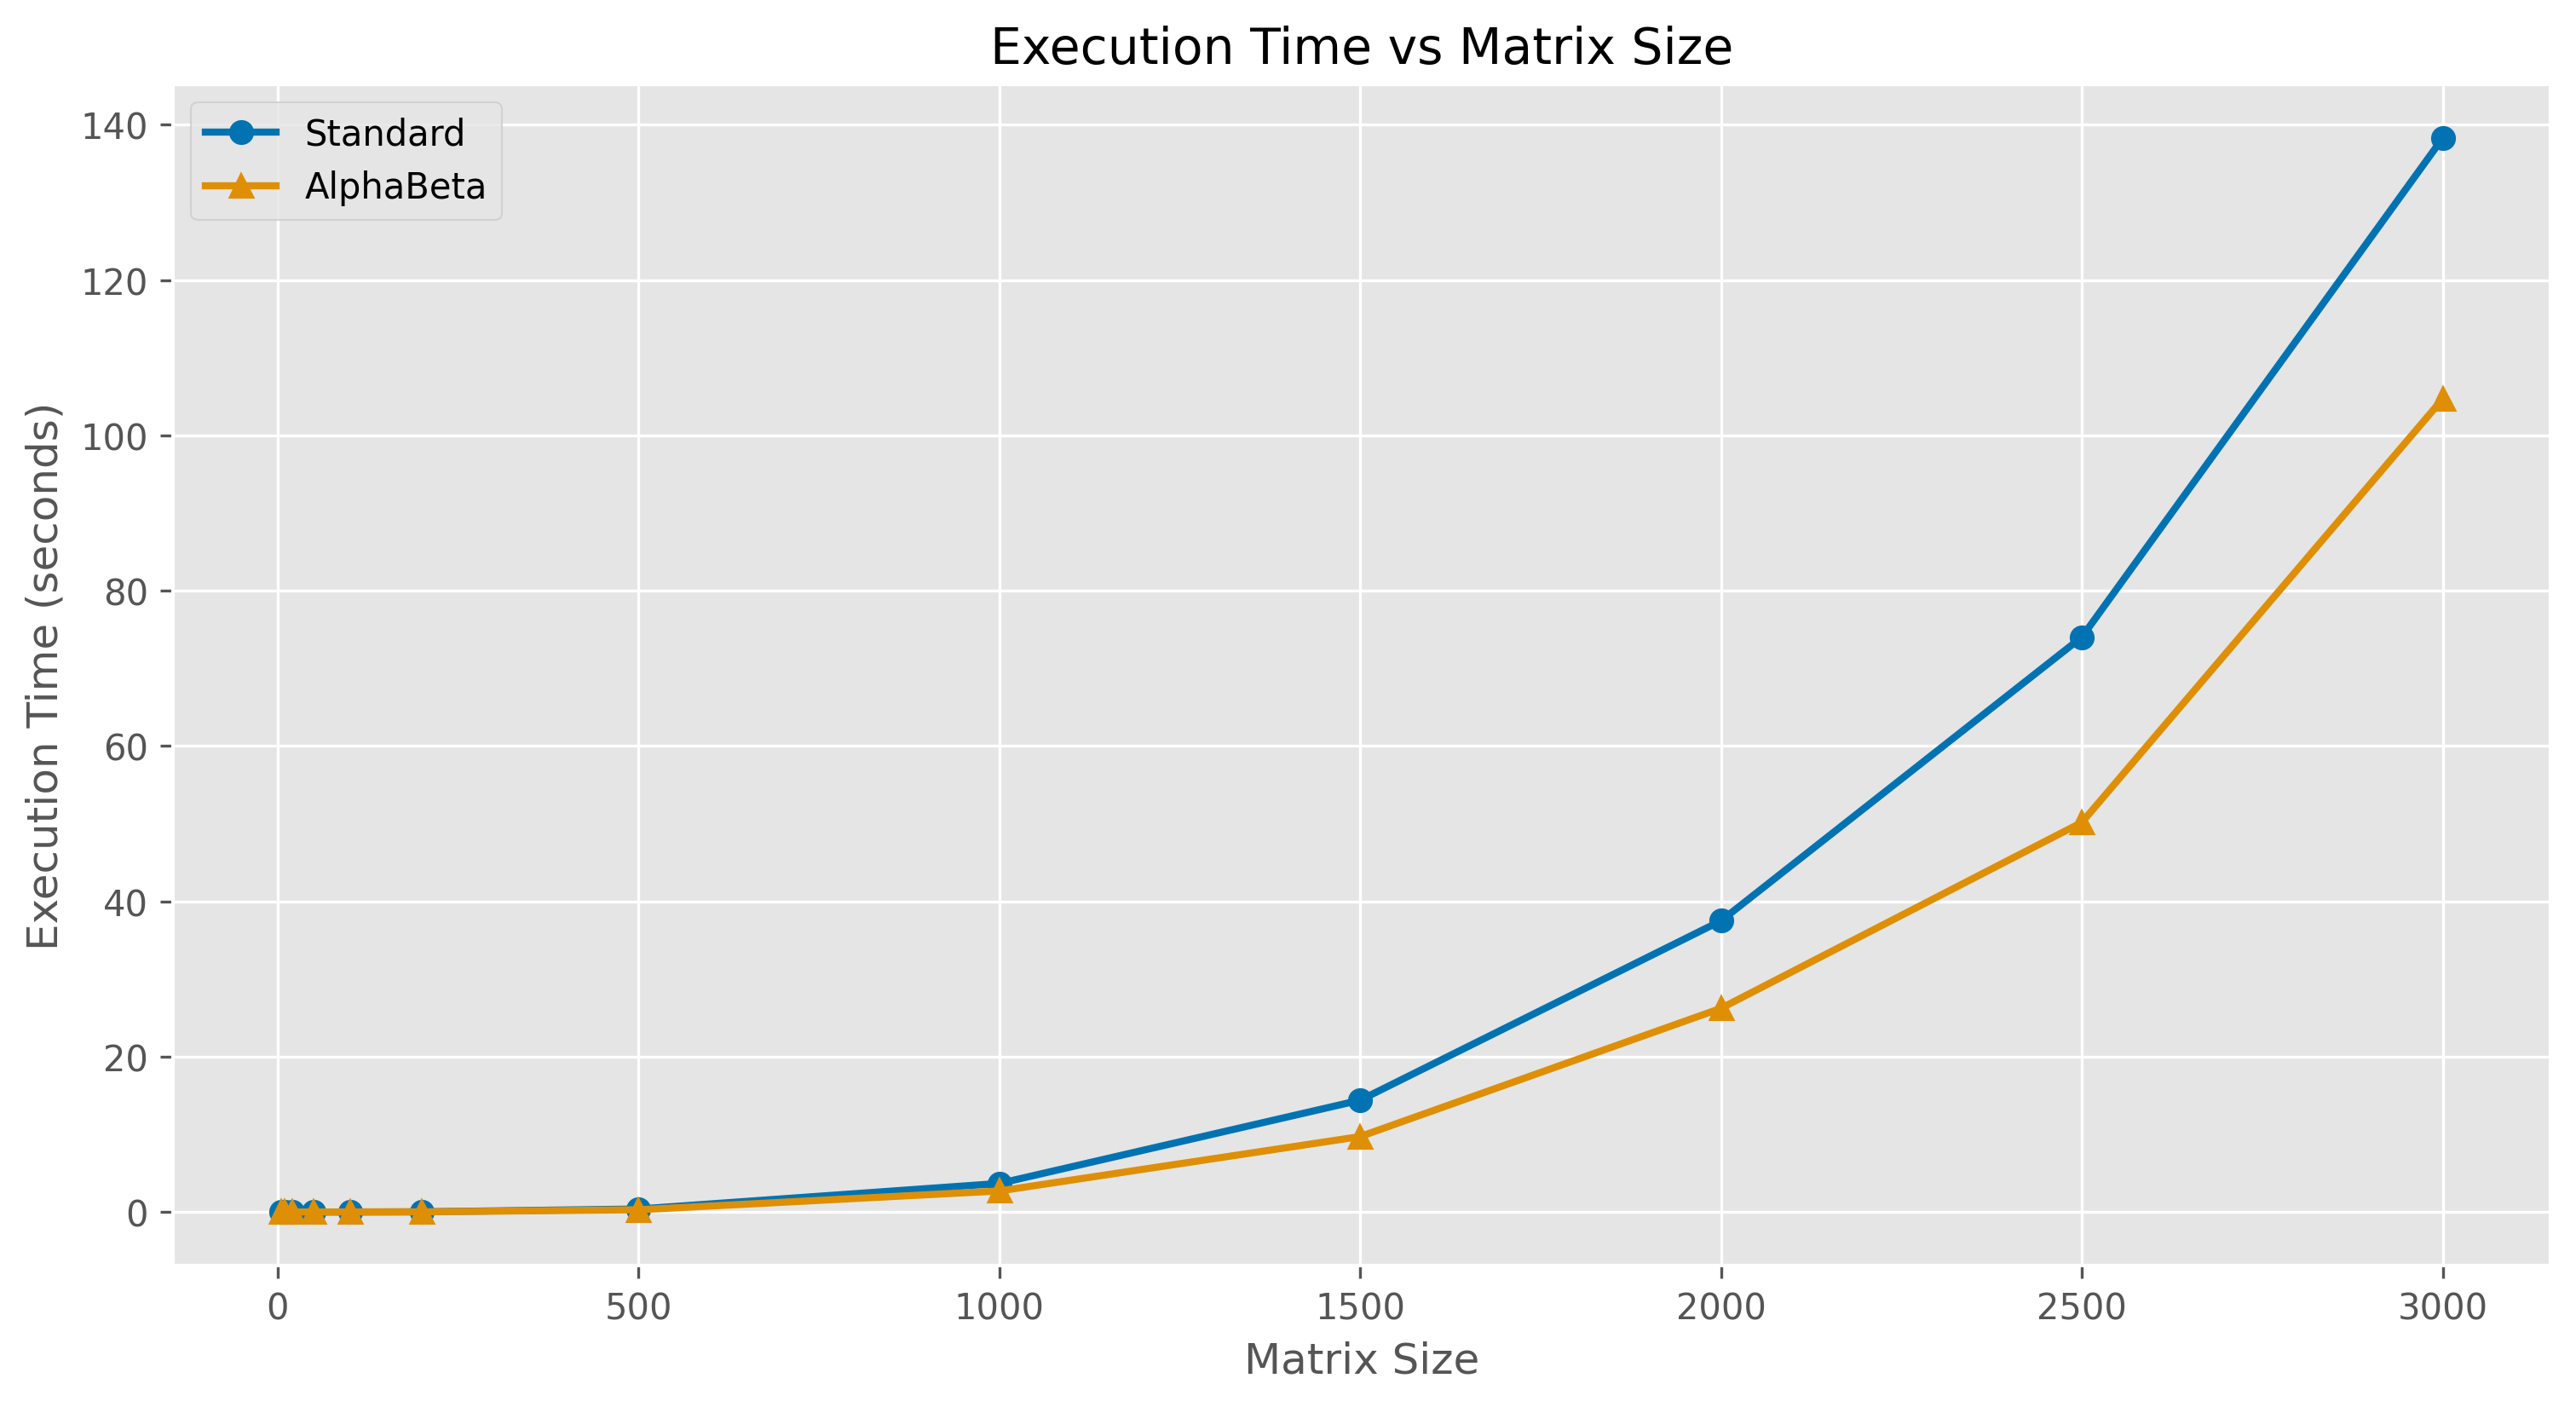 Execution Time vs Matrix Size
Standard
AlphaBeta
140
120
100
80
60
40
20
0
Execution Time (seconds)
0 500 1000 1500 2000 2500 3000
Matrix Size